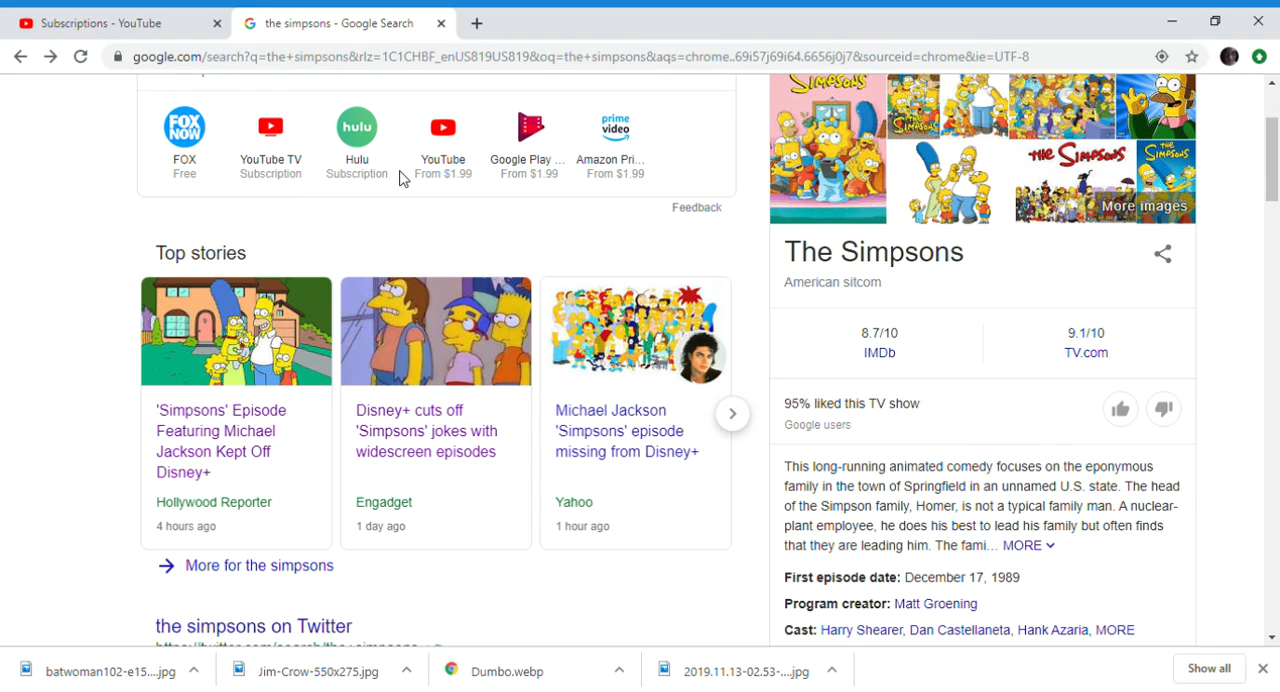 Subscriptions - YouTube
the simpsons - Google Search
google.com/search?q=the+simpsons&rlz=1C1CHBF_enUS819US819&oq=the+simpsons&aqs=chrome..69i57j69i64.6656j0j7&sourceid=chrome&ie=UTF-8
FOX NOW
hulu
prime video
FOX
YouTube TV
Hulu
YouTube
Google Play ...
Amazon Pri...
Free
Subscription
Subscription
From $1.99
From $1.99
From $1.99
Feedback
Top stories
'Simpsons' Episode
Featuring Michael
Jackson Kept Off
Disney+
Hollywood Reporter
4 hours ago
Disney+ cuts off
'Simpsons' jokes with
widescreen episodes
Engadget
1 day ago
Michael Jackson
'Simpsons' episode
missing from Disney+
Yahoo
1 hour ago
More for the simpsons
the simpsons on Twitter
SIMPSONS
THE SIMPSONS
THE SIMPSONS
More images
The Simpsons
American sitcom
8.7/10
IMDb
9.1/10
TV.com
95% liked this TV show
Google users
This long-running animated comedy focuses on the eponymous
family in the town of Springfield in an unnamed U.S. state. The head
of the Simpson family, Homer, is not a typical family man. A nuclear-
plant employee, he does his best to lead his family but often finds
that they are leading him. The fami... MORE
First episode date: December 17, 1989
Program creator: Matt Groening
Cast: Harry Shearer, Dan Castellaneta, Hank Azaria, MORE
batwoman102-e15....jpg
Jim-Crow-550x275.jpg
Dumbo.webp
2019.11.13-02.53-....jpg
Show all